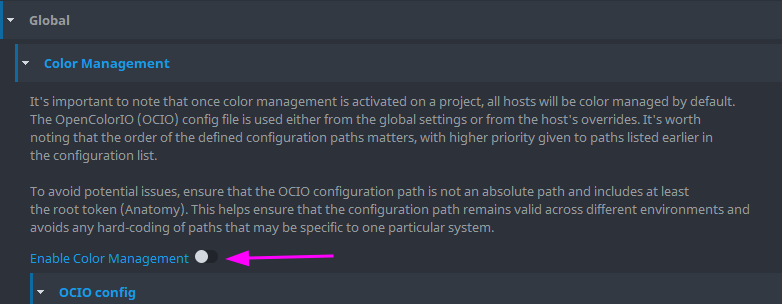 Global
Color Management
It's important to note that once color management is activated on a project, all hosts will be color managed by default.
The OpenColorIO (OCIO) config file is used either from the global settings or from the host's overrides. It's worth
noting that the order of the defined configuration paths matters, with higher priority given to paths listed earlier in
the configuration list.
To avoid potential issues, ensure that the OCIO configuration path is not an absolute path and includes at least
the root token (Anatomy). This helps ensure that the configuration path remains valid across different environments and
avoids any hard-coding of paths that may be specific to one particular system.
Enable Color Management
OCIO config